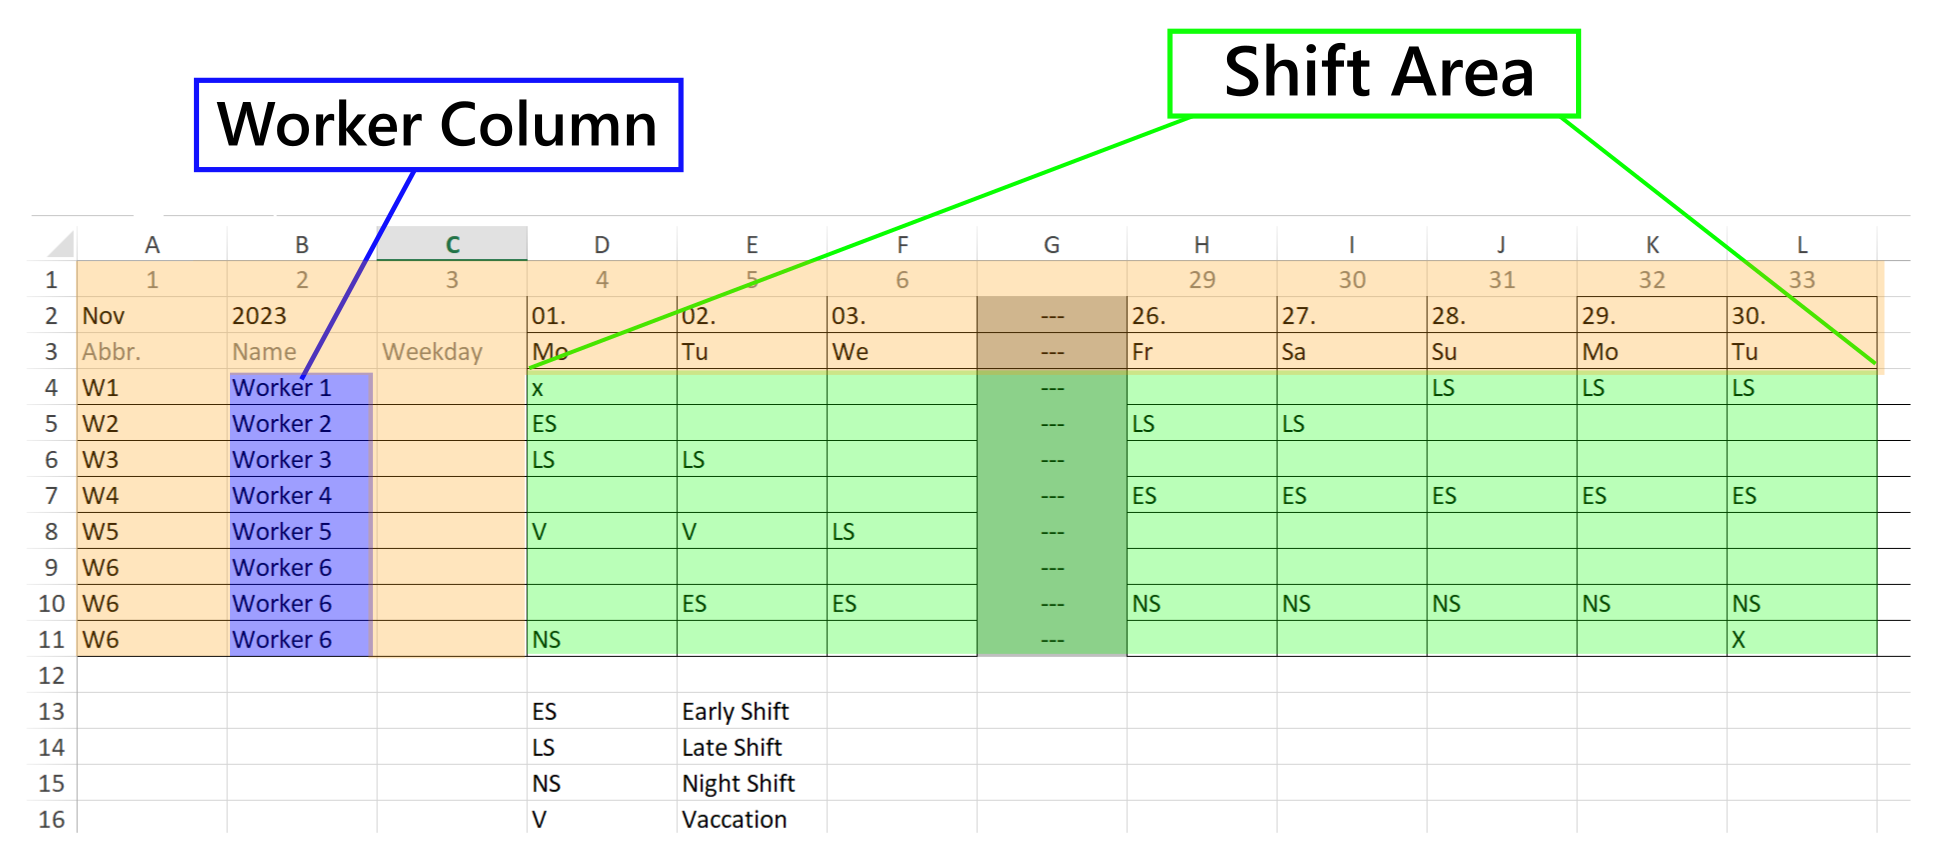 Shift Area
Worker Column
A B C D E F G H I J K L
1 1 2 3 4 5 6 29 30 31 32 33
2 Nov 2023 01. 02. 03. --- 26. 27. 28. 29. 30.
3 Abbr. Name Weekday Mo Tu We --- Fr Sa Su Mo Tu
4 W1 Worker 1 x --- LS LS LS
5 W2 Worker 2 ES --- LS LS
6 W3 Worker 3 LS LS ---
7 W4 Worker 4 --- ES ES ES ES ES
8 W5 Worker 5 V V LS ---
9 W6 Worker 6 ---
10 W6 Worker 6 ES ES --- NS NS NS NS NS
11 W6 Worker 6 NS --- X
12
13 ES Early Shift
14 LS Late Shift
15 NS Night Shift
16 V Vaccation